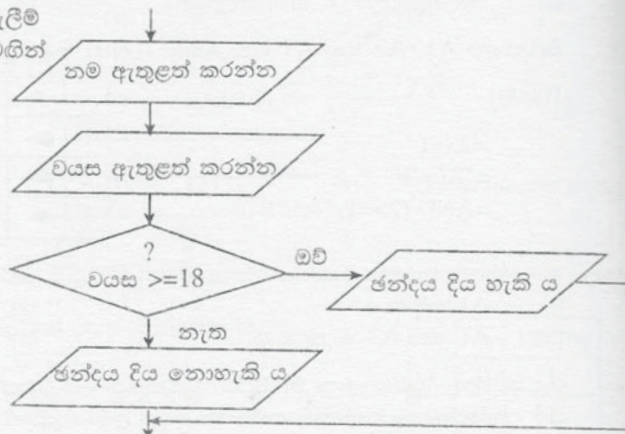 නම ඇතුළත් කරන්න
වයස ඇතුළත් කරන්න
?
වයස >=18
ඔව්
ඡන්දය දිය හැකි ය
නැත
ඡන්දය දිය නොහැකි ය